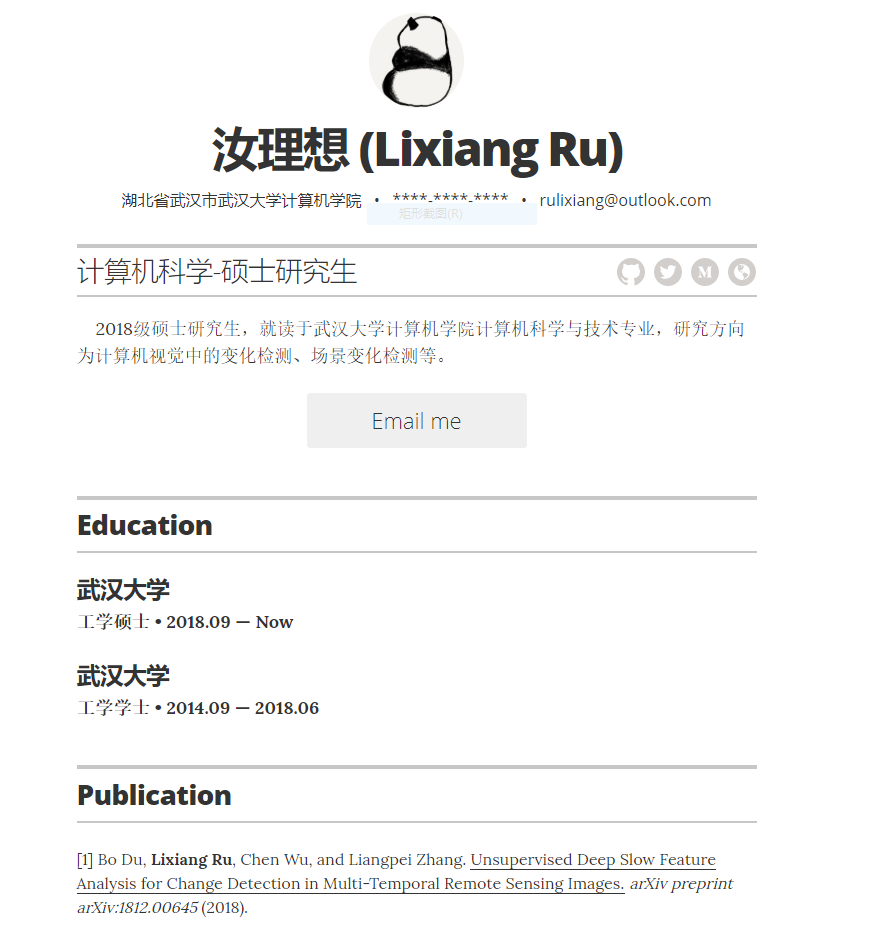 汝理想 (Lixiang Ru)
湖北省武汉市武汉大学计算机学院 • ****-****-**** • rulixiang@outlook.com
矩形截图(R)
计算机科学-硕士研究生
M
2018级硕士研究生，就读于武汉大学计算机学院计算机科学与技术专业，研究方向
为计算机视觉中的变化检测、场景变化检测等。
Email me
Education
武汉大学
工学硕士 • 2018.09 — Now
武汉大学
工学学士 • 2014.09 — 2018.06
Publication
[1] Bo Du, Lixiang Ru, Chen Wu, and Liangpei Zhang. Unsupervised Deep Slow Feature
Analysis for Change Detection in Multi-Temporal Remote Sensing Images. arXiv preprint
arXiv:1812.00645 (2018).